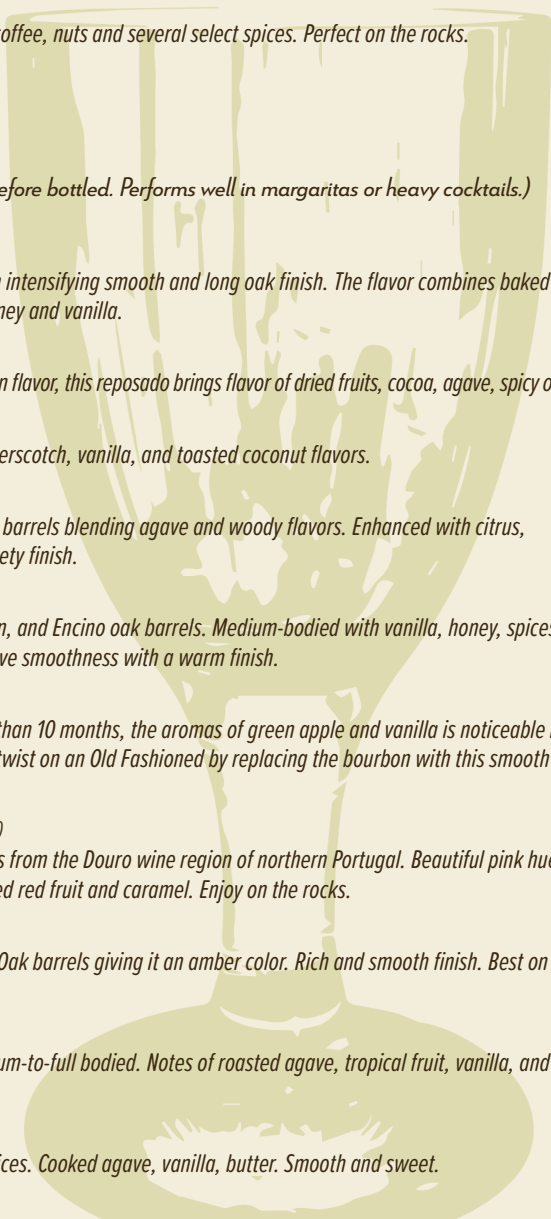 offee, nuts and several select spices. Perfect on the rocks.
efore bottled. Performs well in margaritas or heavy cocktails.)
intensifying smooth and long oak finish. The flavor combines baked
ney and vanilla.
n flavor, this reposado brings flavor of dried fruits, cocoa, agave, spicy o
erscotch, vanilla, and toasted coconut flavors.
barrels blending agave and woody flavors. Enhanced with citrus,
ety finish.
n, and Encino oak barrels. Medium-bodied with vanilla, honey, spices
ve smoothness with a warm finish.
than 10 months, the aromas of green apple and vanilla is noticeable
twist on an Old Fashioned by replacing the bourbon with this smooth
)
s from the Douro wine region of northern Portugal. Beautiful pink hue
ed red fruit and caramel. Enjoy on the rocks.
Oak barrels giving it an amber color. Rich and smooth finish. Best on
um-to-full bodied. Notes of roasted agave, tropical fruit, vanilla, and
ices. Cooked agave, vanilla, butter. Smooth and sweet.